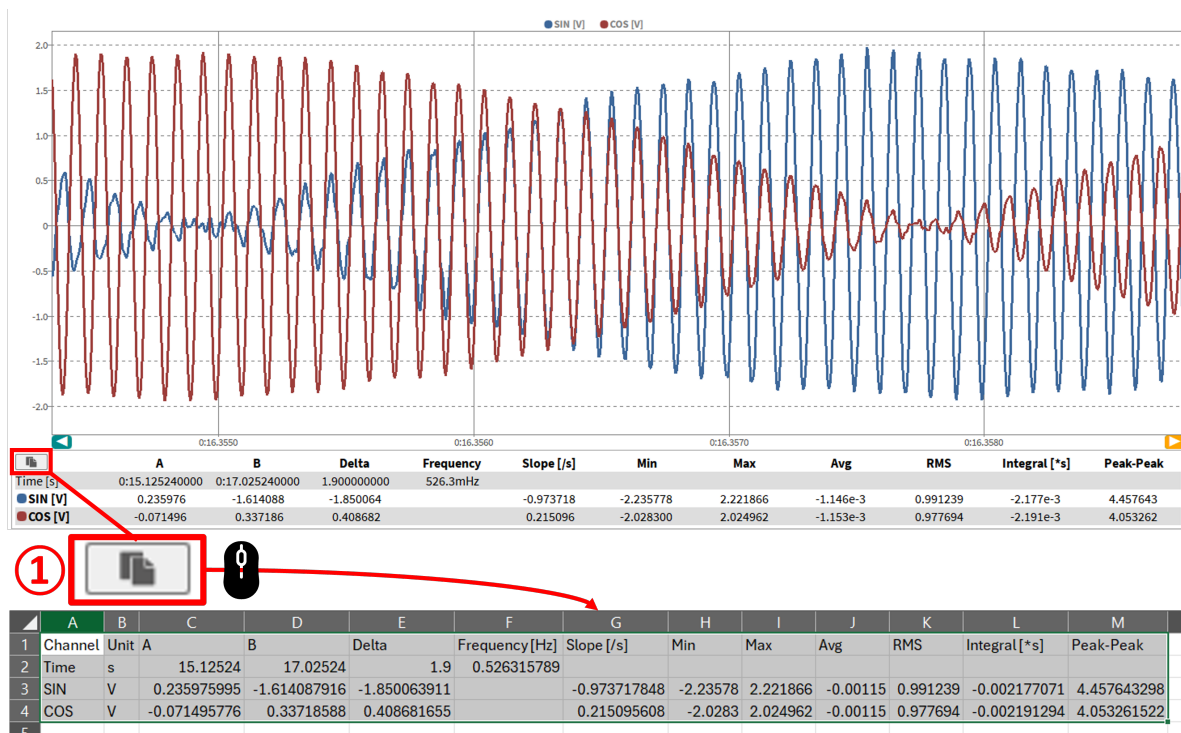 SIN [V] COS [V]
2.0
1.5
1.0
0.5
0
-0.5
-1.0
-1.5
-2.0
0:16.3550 0:16.3560 0:16.3570 0:16.3580
A B Delta Frequency Slope [/s] Min Max Avg RMS Integral [*s] Peak-Peak
Time [s] 0:15.125240000 0:17.025240000 1.900000000 526.3mHz
SIN [V] 0.235976 -1.614088 -1.850064 -0.973718 -2.235778 2.221866 -1.146e-3 0.991239 -2.177e-3 4.457643
COS [V] -0.071496 0.337186 0.408682 0.215096 -2.028300 2.024962 -1.153e-3 0.977694 -2.191e-3 4.053262
1
A B C D E F G H I J K L M
1 Channel Unit A B Delta Frequency[Hz] Slope [/s] Min Max Avg RMS Integral [*s] Peak-Peak
2 Time s 15.12524 17.02524 1.9 0.526315789
3 SIN V 0.235975995 -1.614087916 -1.850063911 -0.973717848 -2.23578 2.221866 -0.00115 0.991239 -0.002177071 4.457643298
4 COS V -0.071495776 0.33718588 0.408681655 0.215095608 -2.0283 2.024962 -0.00115 0.977694 -0.002191294 4.053261522
5